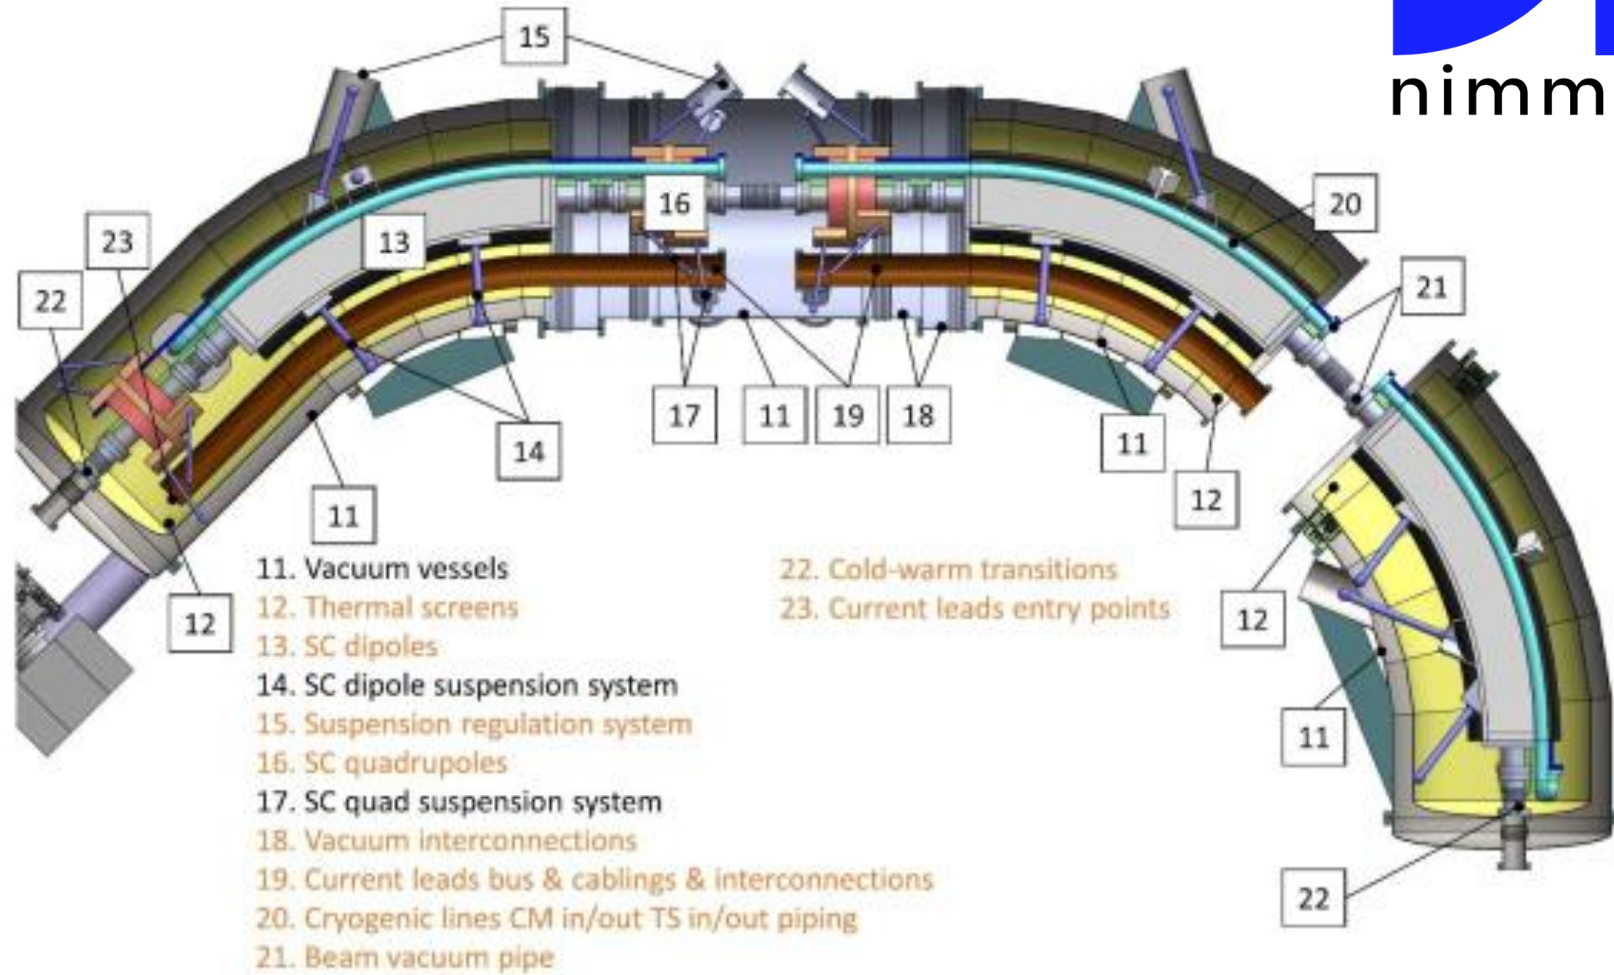 nimm
15
20
23
13
16
22
21
17
11
19
18
14
11
12
11
12
12
11
22
11. Vacuum vessels
12. Thermal screens
13. SC dipoles
14. SC dipole suspension system
15. Suspension regulation system
16. SC quadrupoles
17. SC quad suspension system
18. Vacuum interconnections
19. Current leads bus & cablings & interconnections
20. Cryogenic lines CM in/out TS in/out piping
21. Beam vacuum pipe
22. Cold-warm transitions
23. Current leads entry points